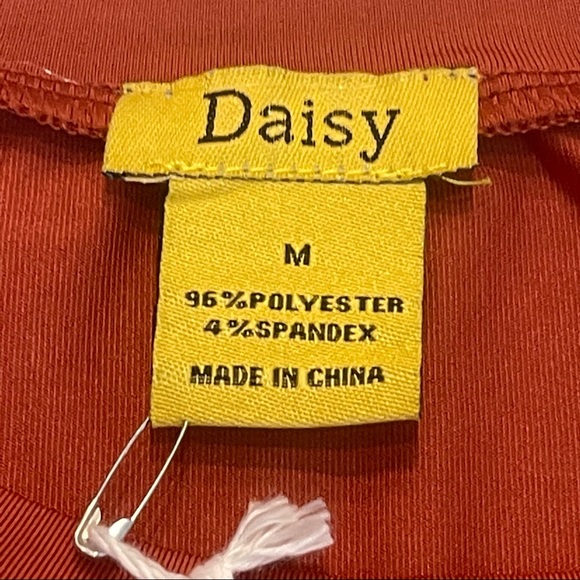 Daisy
M
96%POLYESTER
4%SPANDEX
MADE IN CHINA